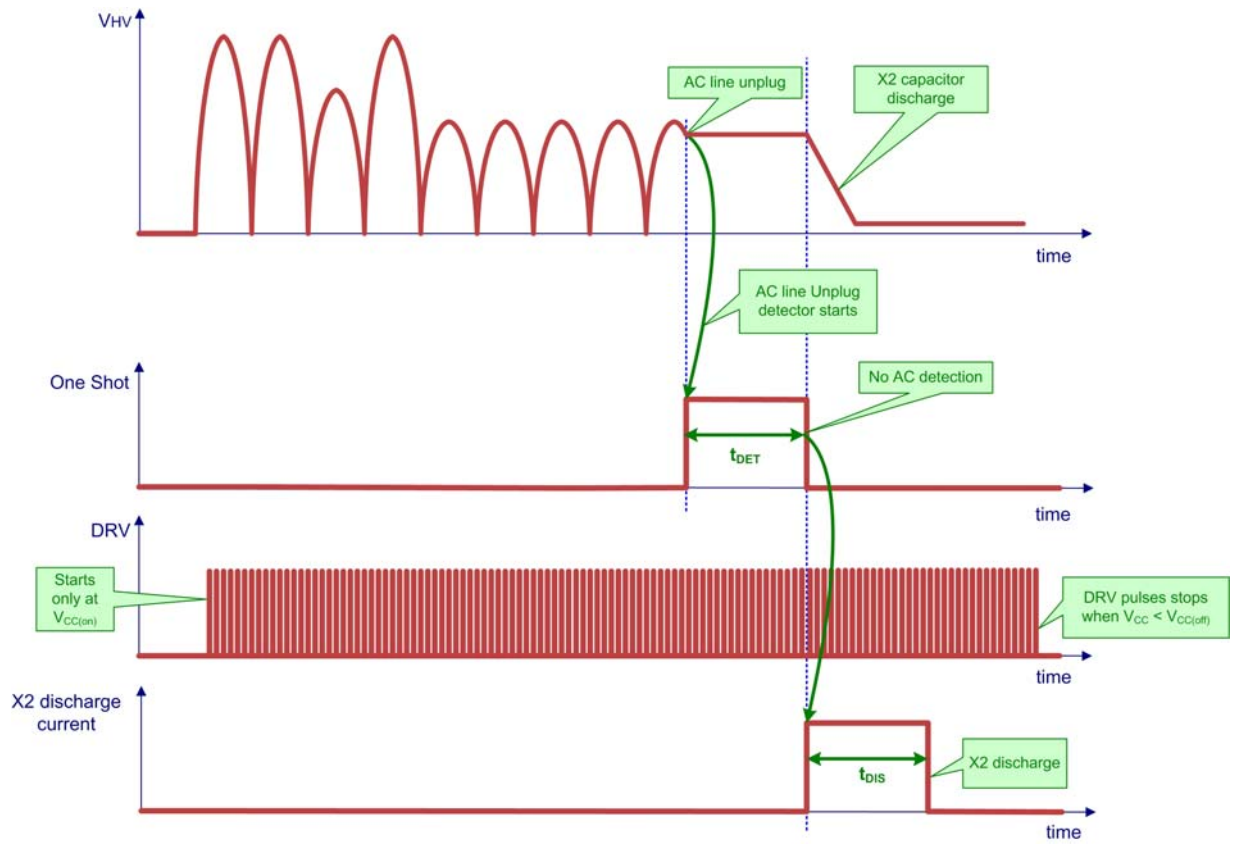 VHV
AC line unplug
X2 capacitor
discharge
time
AC line Unplug
detector starts
One Shot
No AC detection
tDET
time
DRV
Starts
only at
VCC(on)
DRV pulses stops
when VCC < VCC(off)
time
X2 discharge
current
tDIS
X2 discharge
time